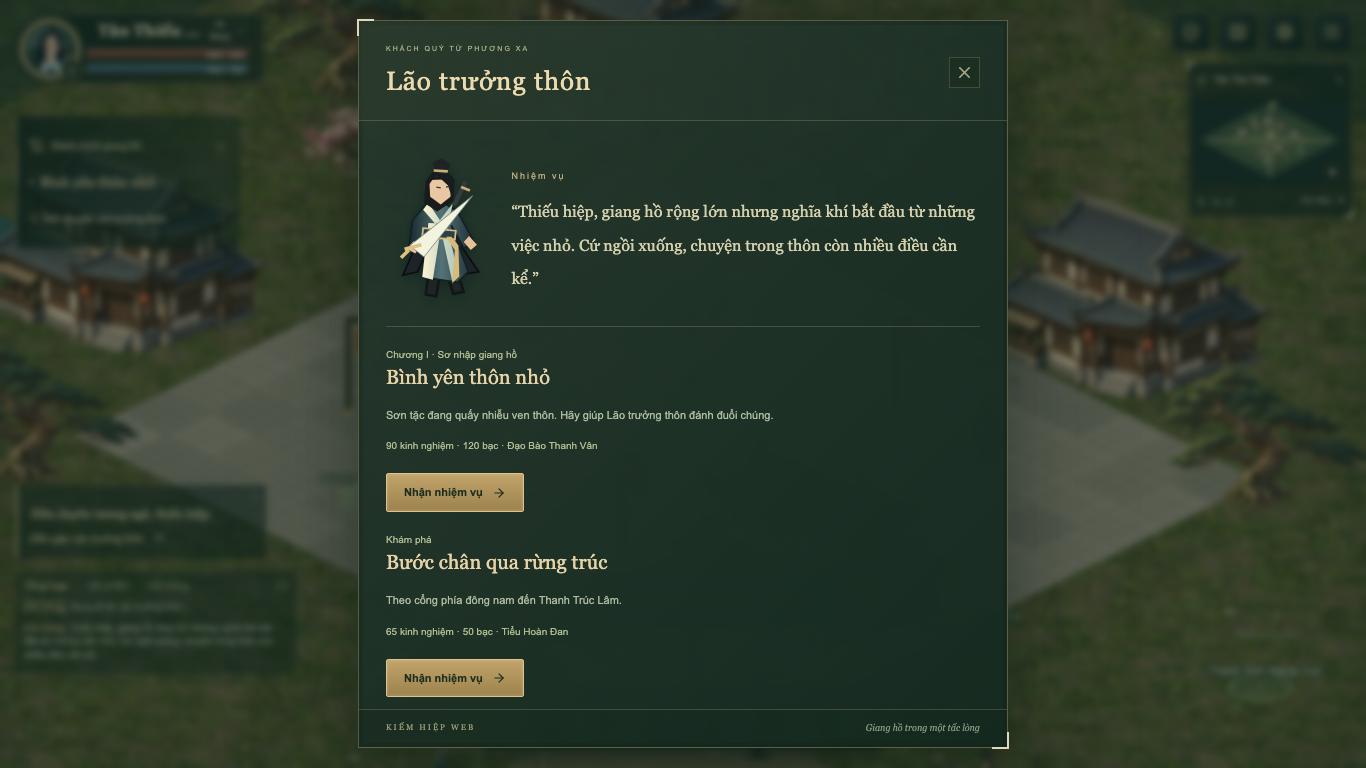 KHÁCH QUÝ TỪ PHƯƠNG XA
Lão trưởng thôn
Nhiệm vụ
“Thiếu hiệp, giang hồ rộng lớn nhưng nghĩa khí bắt đầu từ những
việc nhỏ. Cứ ngồi xuống, chuyện trong thôn còn nhiều điều cần
kể.”
Chương I · Sơ nhập giang hồ
Bình yên thôn nhỏ
Sơn tặc đang quấy nhiễu ven thôn. Hãy giúp Lão trưởng thôn đánh đuổi chúng.
90 kinh nghiệm · 120 bạc · Đạo Bào Thanh Vân
Nhận nhiệm vụ
Khám phá
Bước chân qua rừng trúc
Theo cổng phía đông nam đến Thanh Trúc Lâm.
65 kinh nghiệm · 50 bạc · Tiểu Hoàn Đan
Nhận nhiệm vụ
KIẾM HIỆP WEB
Giang hồ trong một tấc lòng